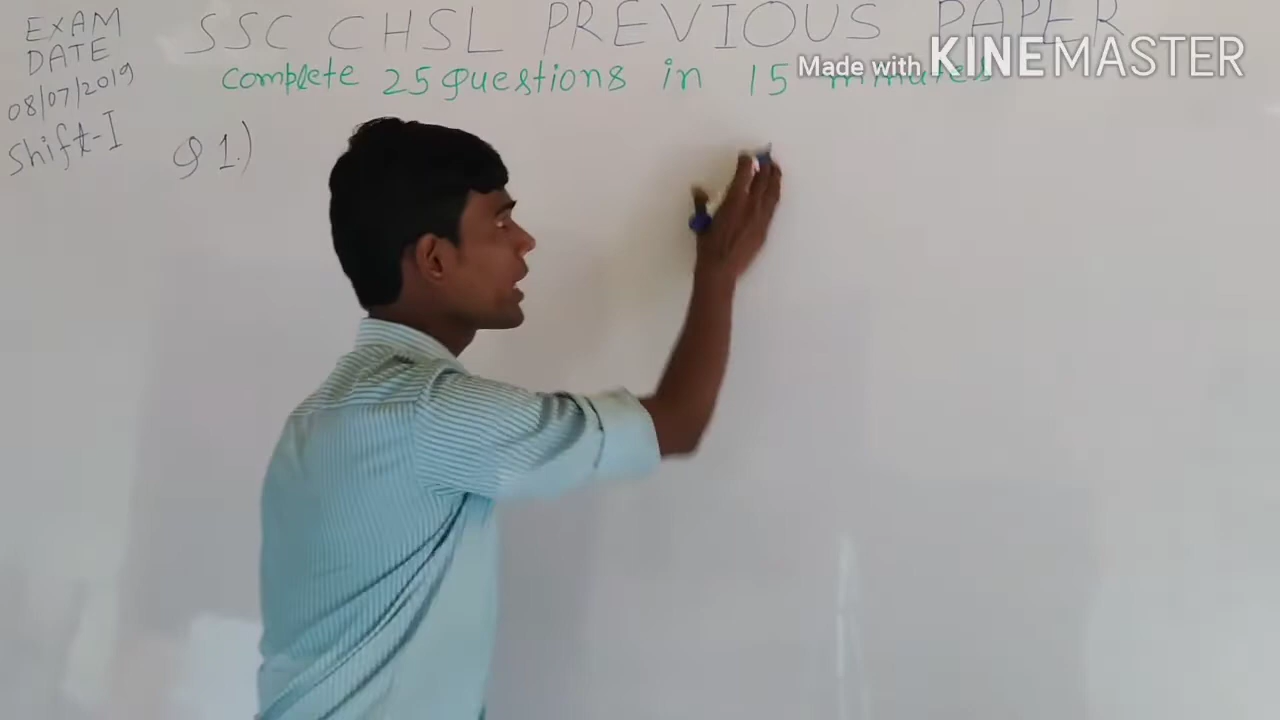 EXAM
DATE
08/07/2019
Shift-I
SSC CHSL PREVIOUS PAPER
complete 25 questions in 15 minutes
Made with KINEMASTER
Q 1.)